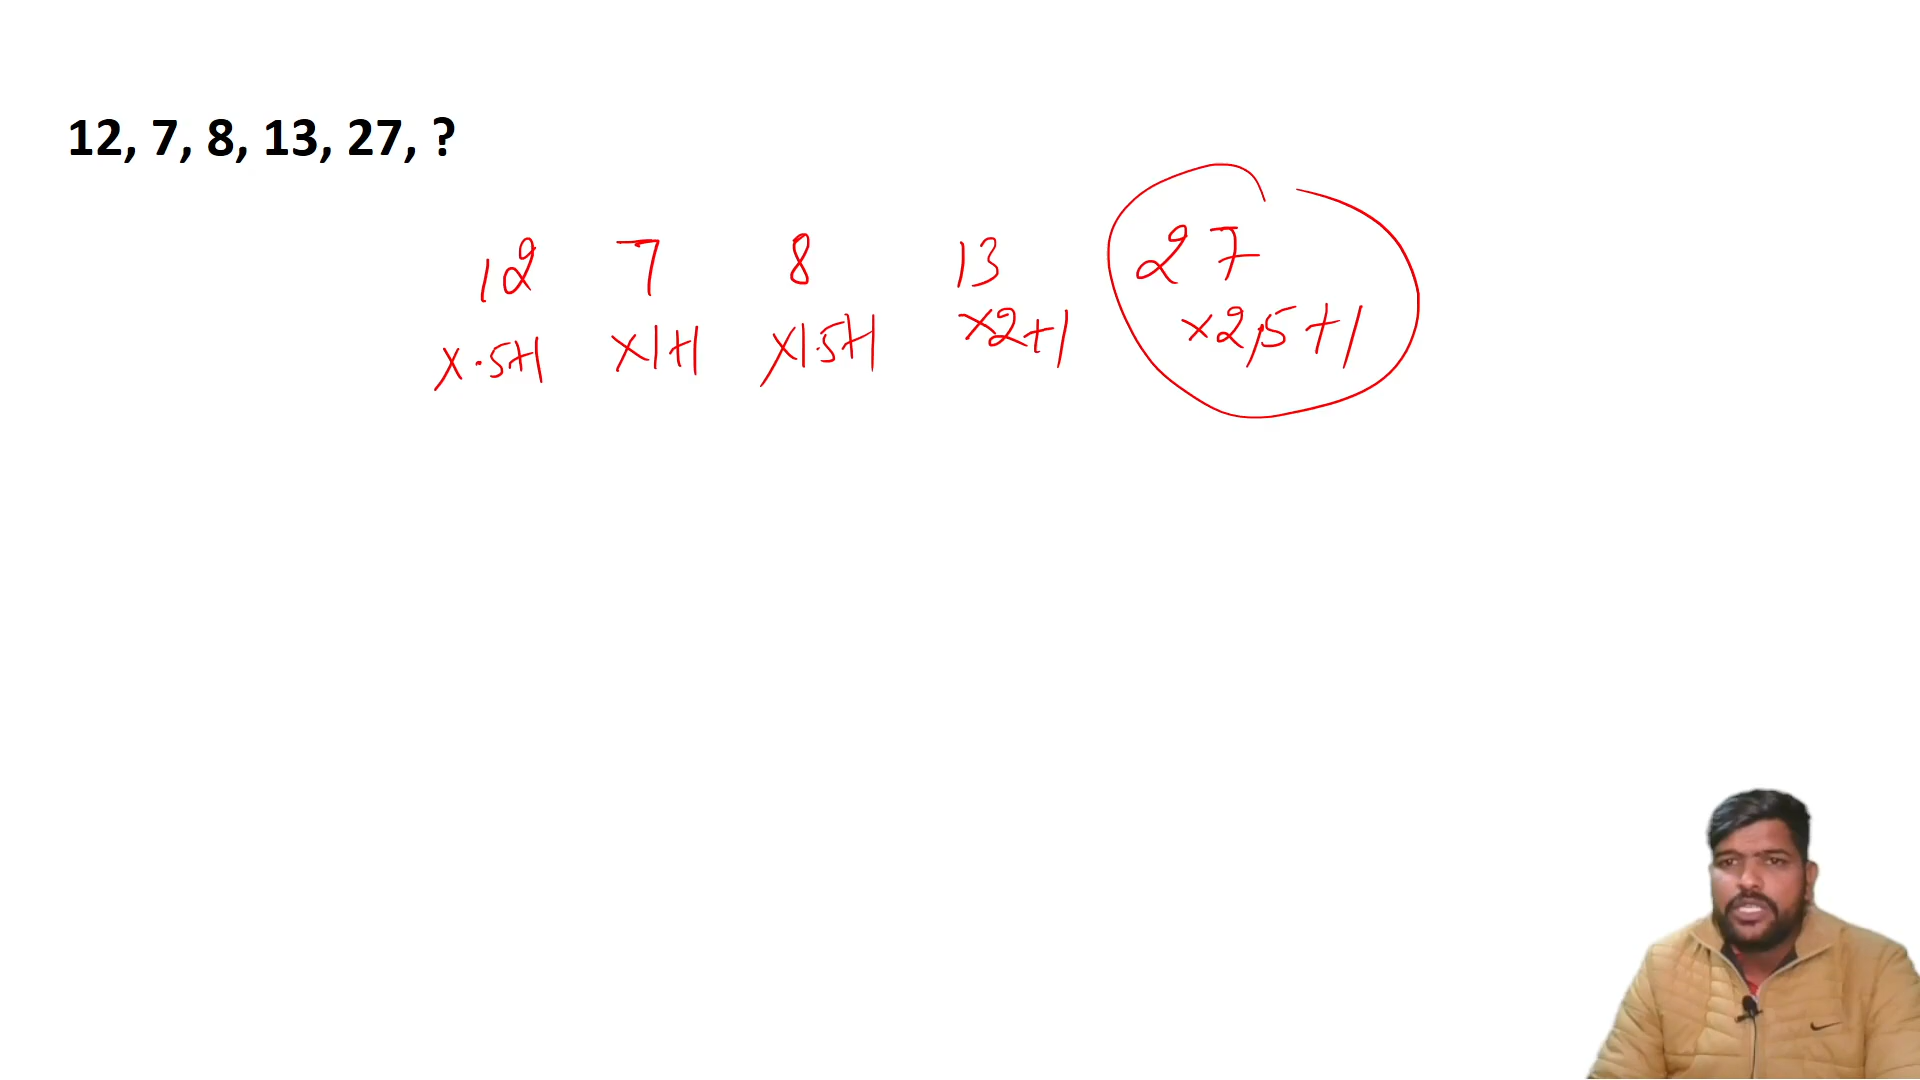 12, 7, 8, 13, 27, ?
12 7 8 13 27
x.5+1 x1+1 x1.5+1 x2+1 x2.5+1